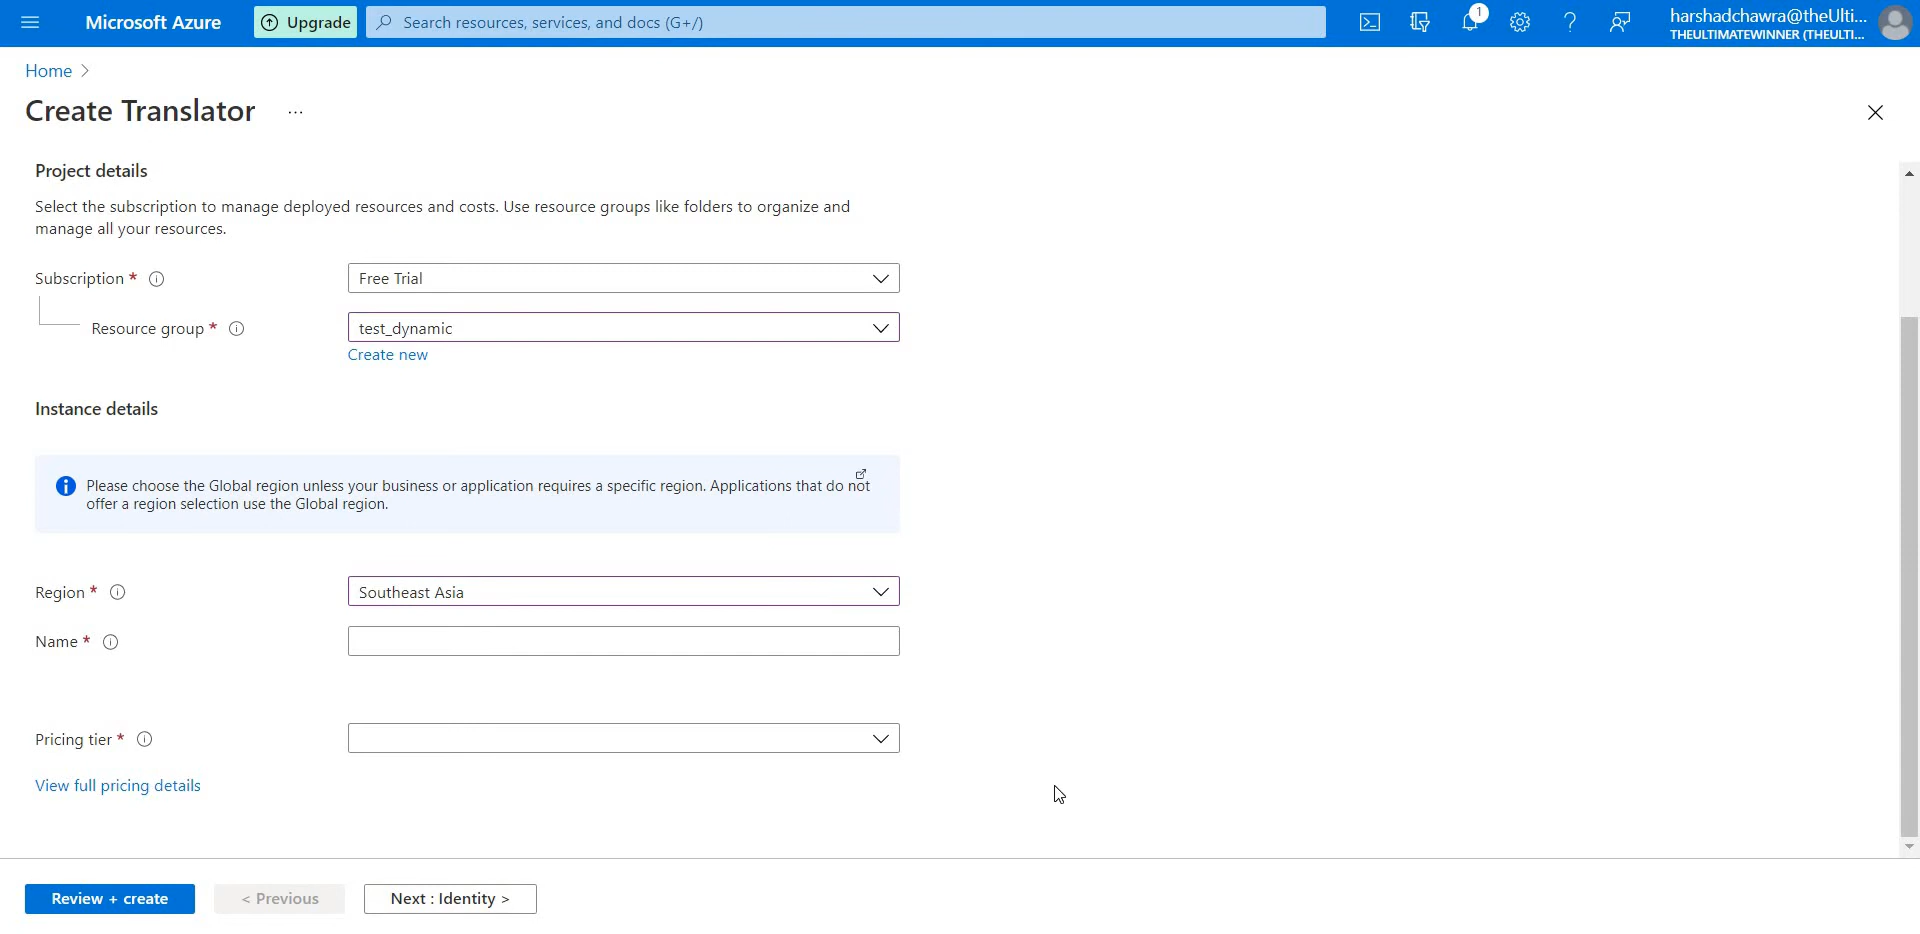 Microsoft Azure
Upgrade
Search resources, services, and docs (G+/)
1
harshadchawra@theUlti...
THEULTIMATEWINNER (THEULTI...
Home >
Create Translator ...
Project details
Select the subscription to manage deployed resources and costs. Use resource groups like folders to organize and
manage all your resources.
Subscription *
Free Trial
Resource group *
test_dynamic
Create new
Instance details
Please choose the Global region unless your business or application requires a specific region. Applications that do not
offer a region selection use the Global region.
Region *
Southeast Asia
Name *
Pricing tier *
View full pricing details
Review + create
< Previous
Next : Identity >